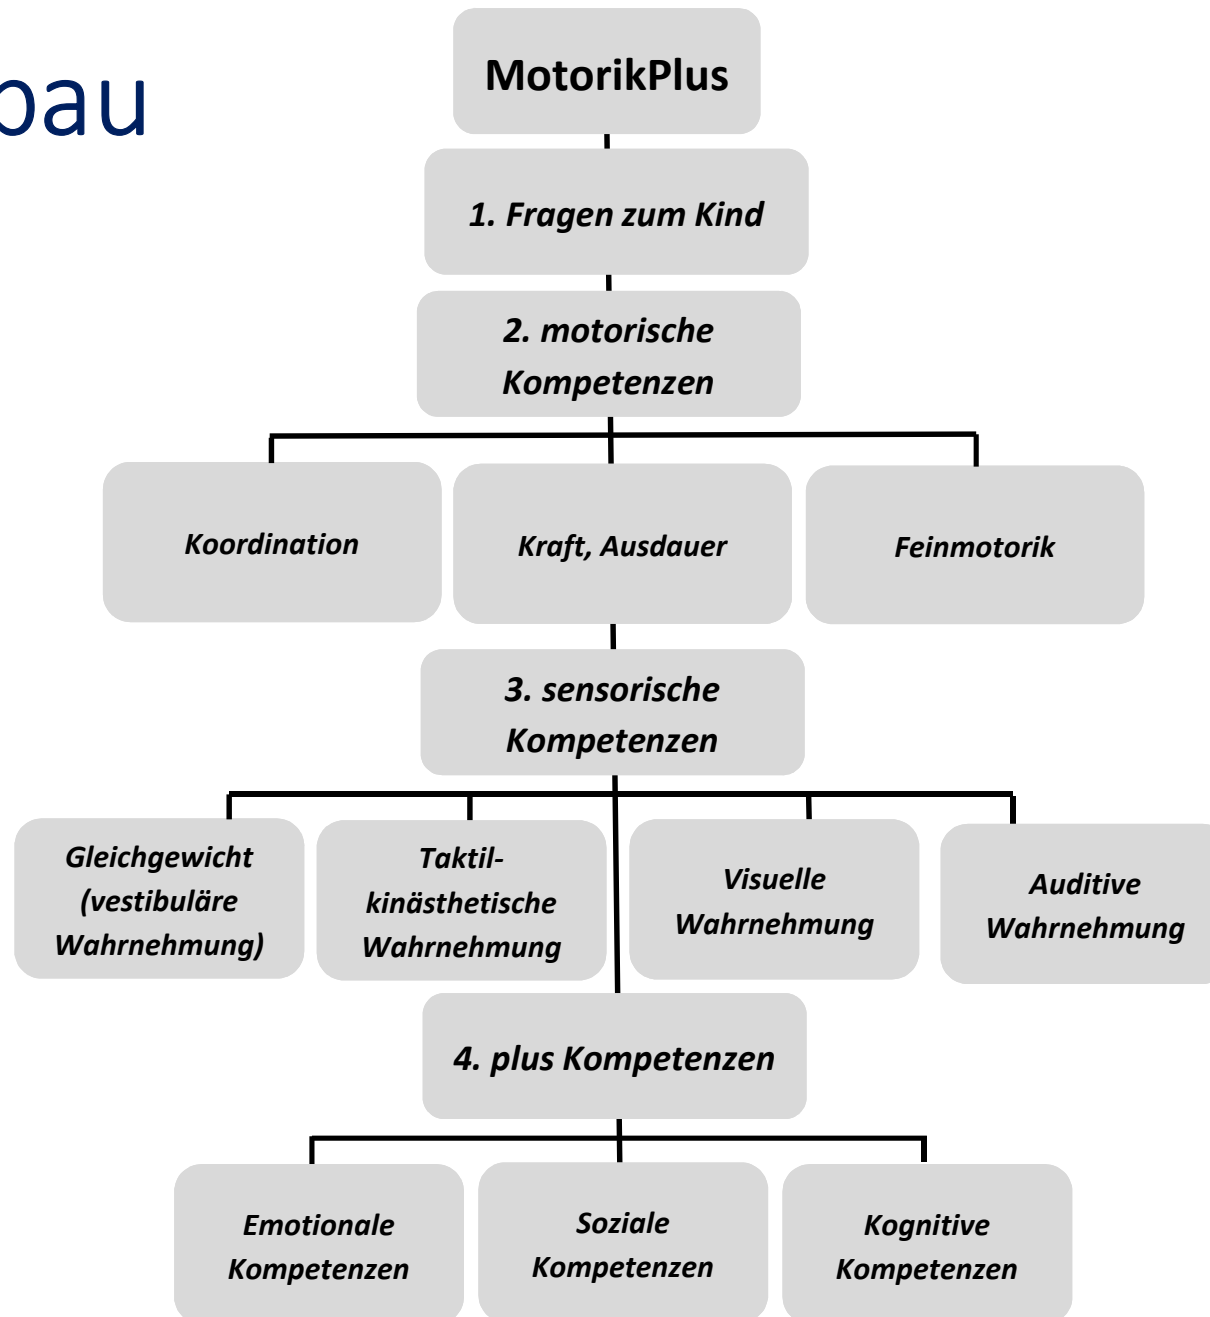 bau
MotorikPlus
1. Fragen zum Kind
2. motorische
Kompetenzen
Koordination
Kraft, Ausdauer
Feinmotorik
3. sensorische
Kompetenzen
Gleichgewicht
(vestibuläre
Wahrnehmung)
Taktil-
kinästhetische
Wahrnehmung
Visuelle
Wahrnehmung
Auditive
Wahrnehmung
4. plus Kompetenzen
Emotionale
Kompetenzen
Soziale
Kompetenzen
Kognitive
Kompetenzen